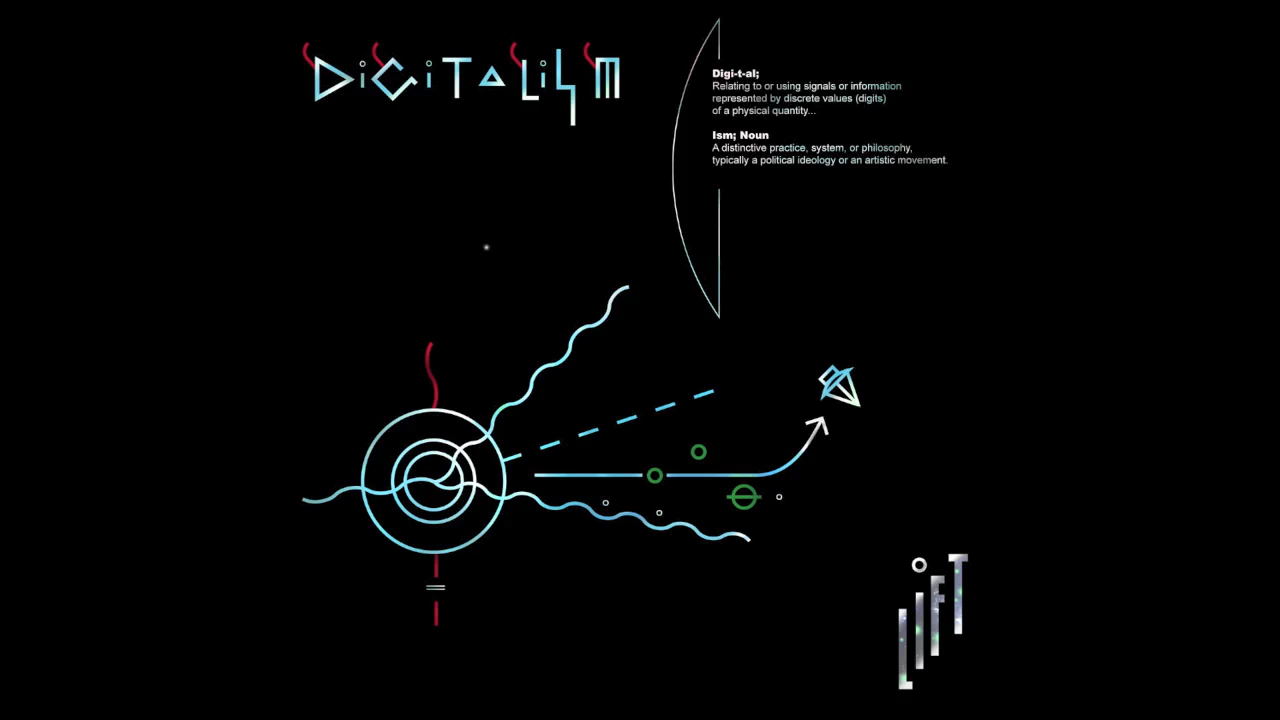 DiGiTALiSM
Digi-t-al;
Relating to or using signals or information
represented by discrete values (digits)
of a physical quantity...
Ism; Noun
A distinctive practice, system, or philosophy,
typically a political ideology or an artistic movement.
LiFT